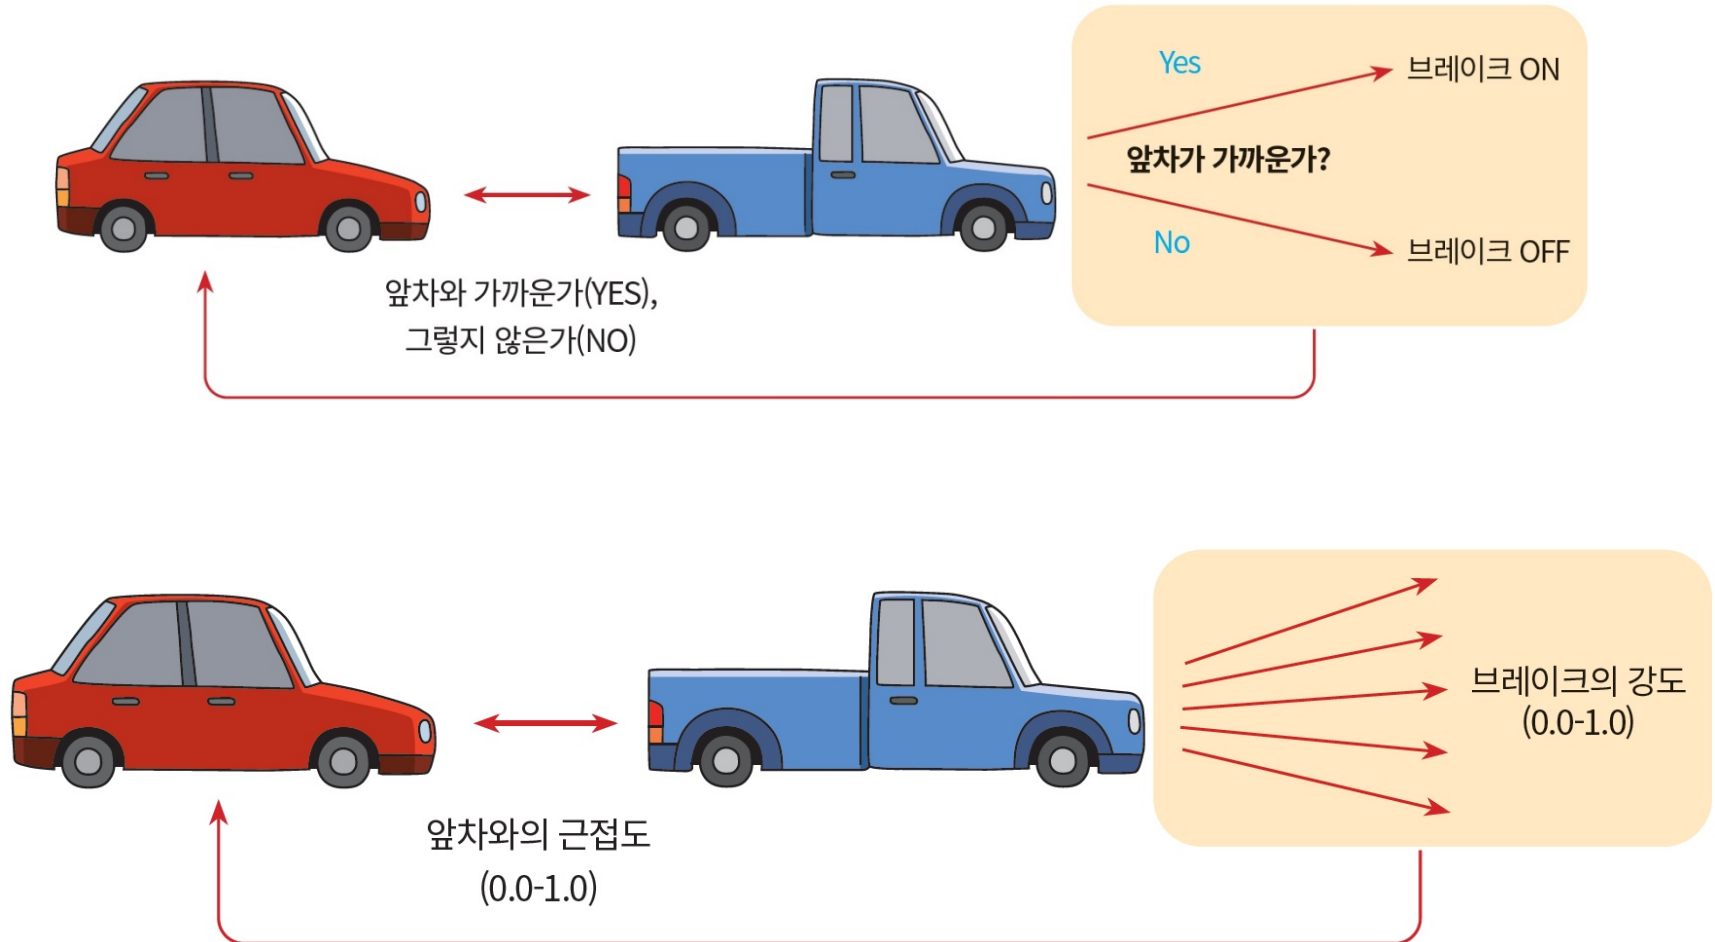 Yes
브레이크 ON
앞차가 가까운가?
No
브레이크 OFF
앞차와 가까운가(YES),
그렇지 않은가(NO)
브레이크의 강도
(0.0-1.0)
앞차와의 근접도
(0.0-1.0)